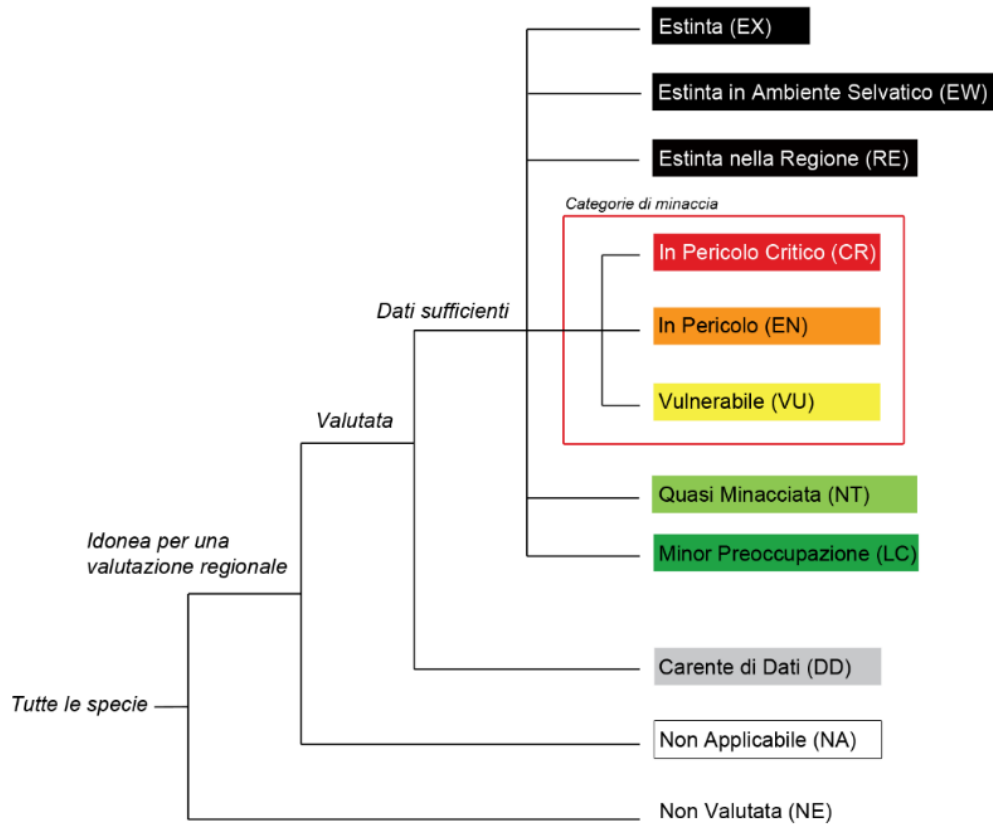 Estinta (EX)
Estinta in Ambiente Selvatico (EW)
Estinta nella Regione (RE)
Categorie di minaccia
In Pericolo Critico (CR)
Dati sufficienti
In Pericolo (EN)
Vulnerabile (VU)
Valutata
Quasi Minacciata (NT)
Idonea per una
valutazione regionale
Minor Preoccupazione (LC)
Carente di Dati (DD)
Tutte le specie
Non Applicabile (NA)
Non Valutata (NE)